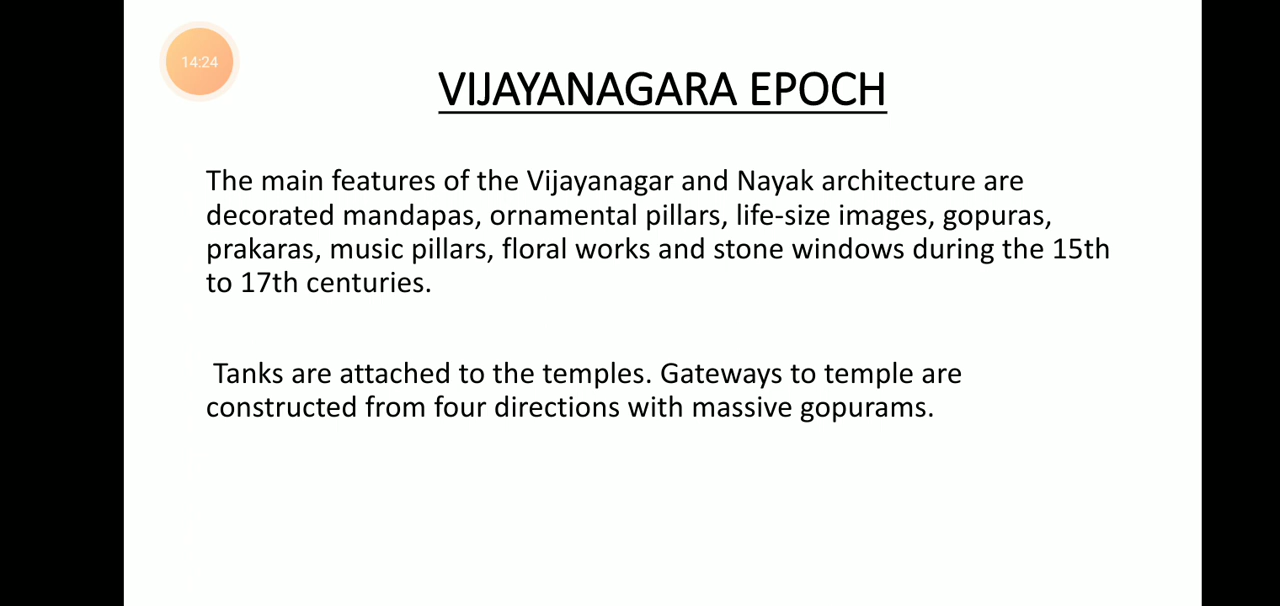 14:24
VIJAYANAGARA EPOCH
The main features of the Vijayanagar and Nayak architecture are
decorated mandapas, ornamental pillars, life-size images, gopuras,
prakaras, music pillars, floral works and stone windows during the 15th
to 17th centuries.
Tanks are attached to the temples. Gateways to temple are
constructed from four directions with massive gopurams.